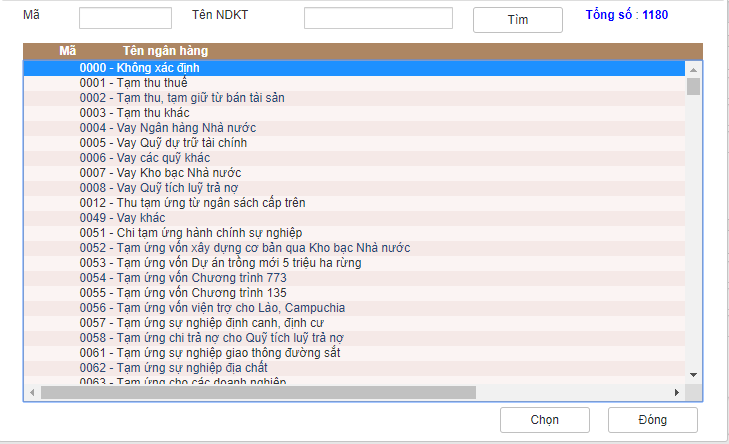 Mã Tên NDKT Tìm Tổng số : 1180
Mã Tên ngân hàng
0000 - Không xác định
0001 - Tạm thu thuế
0002 - Tạm thu, tạm giữ từ bán tài sản
0003 - Tạm thu khác
0004 - Vay Ngân hàng Nhà nước
0005 - Vay Quỹ dự trữ tài chính
0006 - Vay các quỹ khác
0007 - Vay Kho bạc Nhà nước
0008 - Vay Quỹ tích luỹ trả nợ
0012 - Thu tạm ứng từ ngân sách cấp trên
0049 - Vay khác
0051 - Chi tạm ứng hành chính sự nghiệp
0052 - Tạm ứng vốn xây dựng cơ bản qua Kho bạc Nhà nước
0053 - Tạm ứng vốn Dự án trồng mới 5 triệu ha rừng
0054 - Tạm ứng vốn Chương trình 773
0055 - Tạm ứng vốn Chương trình 135
0056 - Tạm ứng vốn viện trợ cho Lào, Campuchia
0057 - Tạm ứng sự nghiệp định canh, định cư
0058 - Tạm ứng chi trả nợ cho Quỹ tích luỹ trả nợ
0061 - Tạm ứng sự nghiệp giao thông đường sắt
0062 - Tạm ứng sự nghiệp địa chất
0063 - Tạm ứng cho các doanh nghiệp
Chọn Đóng